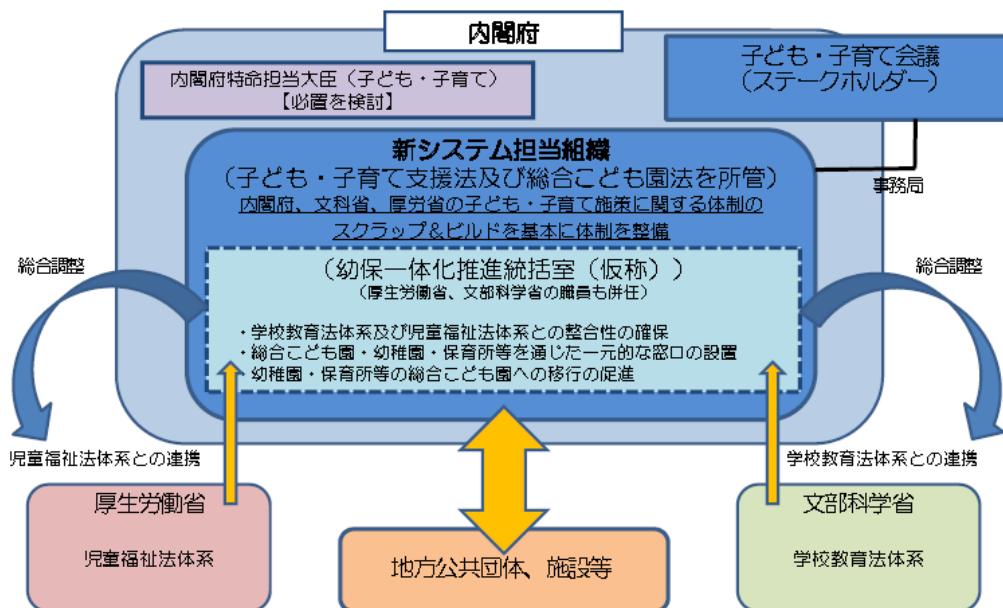 内閣府
子ども・子育て会議
(ステークホルダー)
内閣府特命担当大臣(子ども・子育て)
【必置を検討】
新システム担当組織
(子ども・子育て支援法及び総合こども園法を所管)
内閣府、文科省、厚労省の子ども・子育て施策に関する体制の
スクラップ&ビルドを基本に体制を整備
事務局
(幼保一体化推進統括室(仮称))
(厚生労働省、文部科学省の職員も併任)
・学校教育法体系及び児童福祉法体系との整合性の確保
・総合こども園・幼稚園・保育所等を通じた一元的な窓口の設置
・幼稚園・保育所等の総合こども園への移行の促進
総合調整
総合調整
児童福祉法体系との連携
学校教育法体系との連携
厚生労働省
児童福祉法体系
地方公共団体、施設等
文部科学省
学校教育法体系